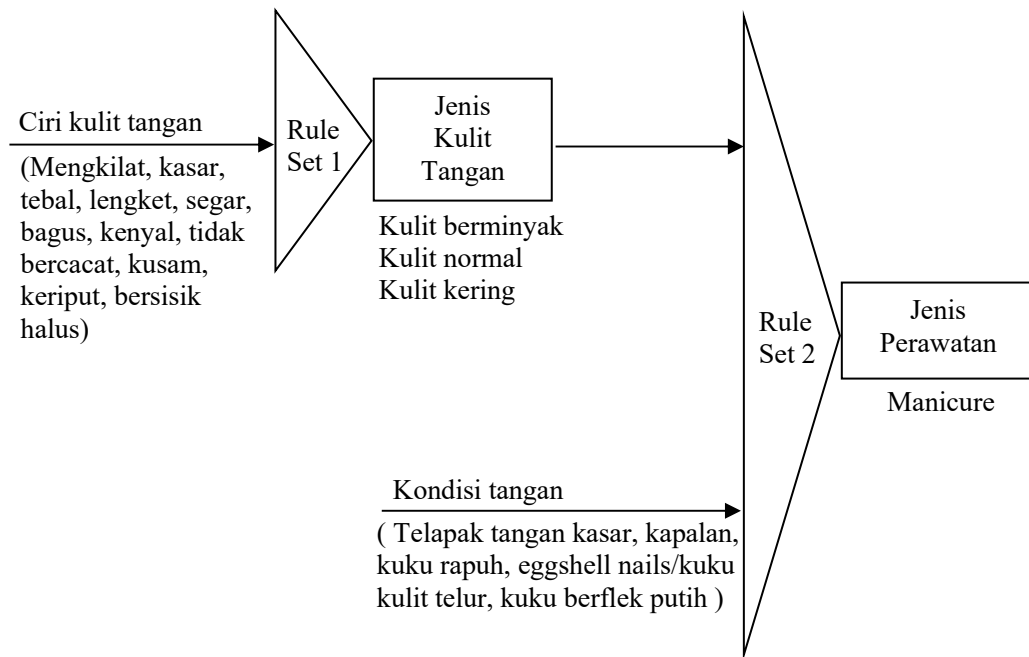 Ciri kulit tangan
(Mengkilat, kasar,
tebal, lengket, segar,
bagus, kenyal, tidak
bercacat, kusam,
keriput, bersisik
halus)
Rule
Set 1
Jenis
Kulit
Tangan
Kulit berminyak
Kulit normal
Kulit kering
Kondisi tangan
( Telapak tangan kasar, kapalan,
kuku rapuh, eggshell nails/kuku
kulit telur, kuku berflek putih )
Rule
Set 2
Jenis
Perawatan
Manicure